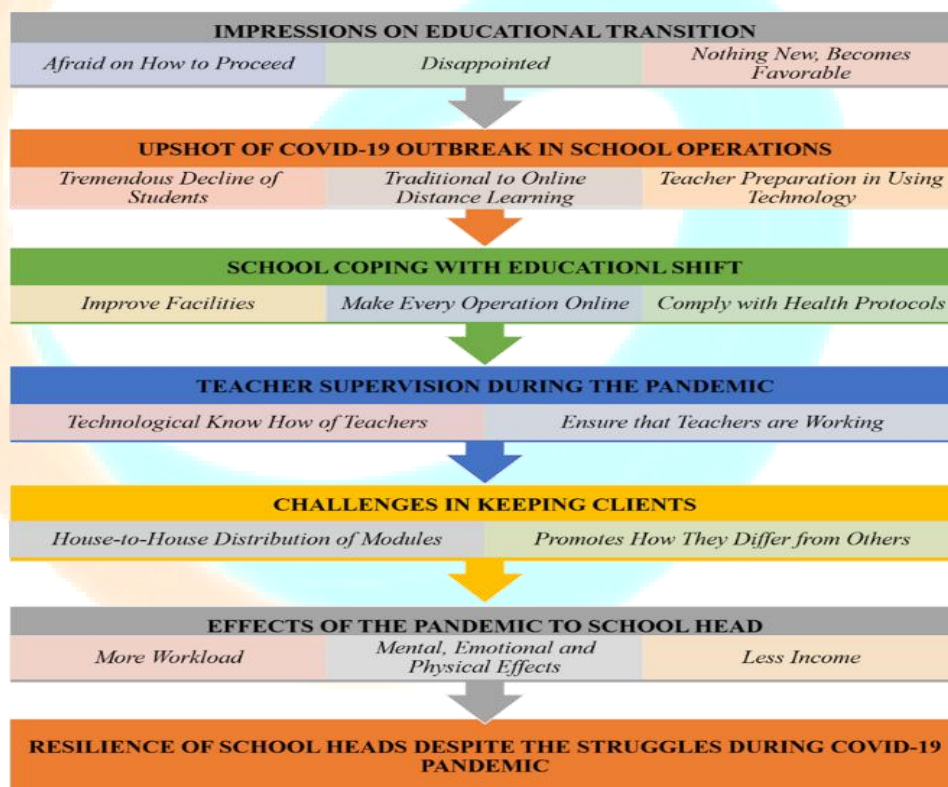 IMPRESSIONS ON EDUCATIONAL TRANSITION
Afraid on How to Proceed
Disappointed
Nothing New, Becomes
Favorable
UPSHOT OF COVID-19 OUTBREAK IN SCHOOL OPERATIONS
Tremendous Decline of
Students
Traditional to Online
Distance Learning
Teacher Preparation in Using
Technology
SCHOOL COPING WITH EDUCATIONL SHIFT
Improve Facilities
Make Every Operation Online
Comply with Health Protocols
TEACHER SUPERVISION DURING THE PANDEMIC
Technological Know How of Teachers
Ensure that Teachers are Working
CHALLENGES IN KEEPING CLIENTS
House-to-House Distribution of Modules
Promotes How They Differ from Others
EFFECTS OF THE PANDEMIC TO SCHOOL HEAD
More Workload
Mental, Emotional and
Physical Effects
Less Income
RESILIENCE OF SCHOOL HEADS DESPITE THE STRUGGLES DURING COVID-19
PANDEMIC